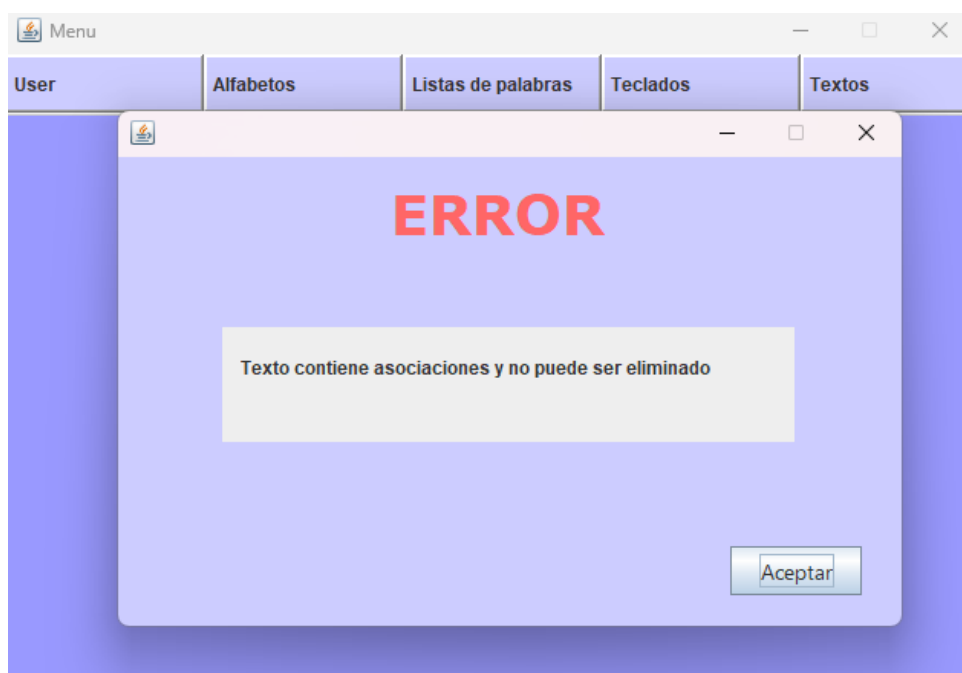 Menu
User Alfabetos Listas de palabras Teclados Textos
ERROR
Texto contiene asociaciones y no puede ser eliminado
Aceptar